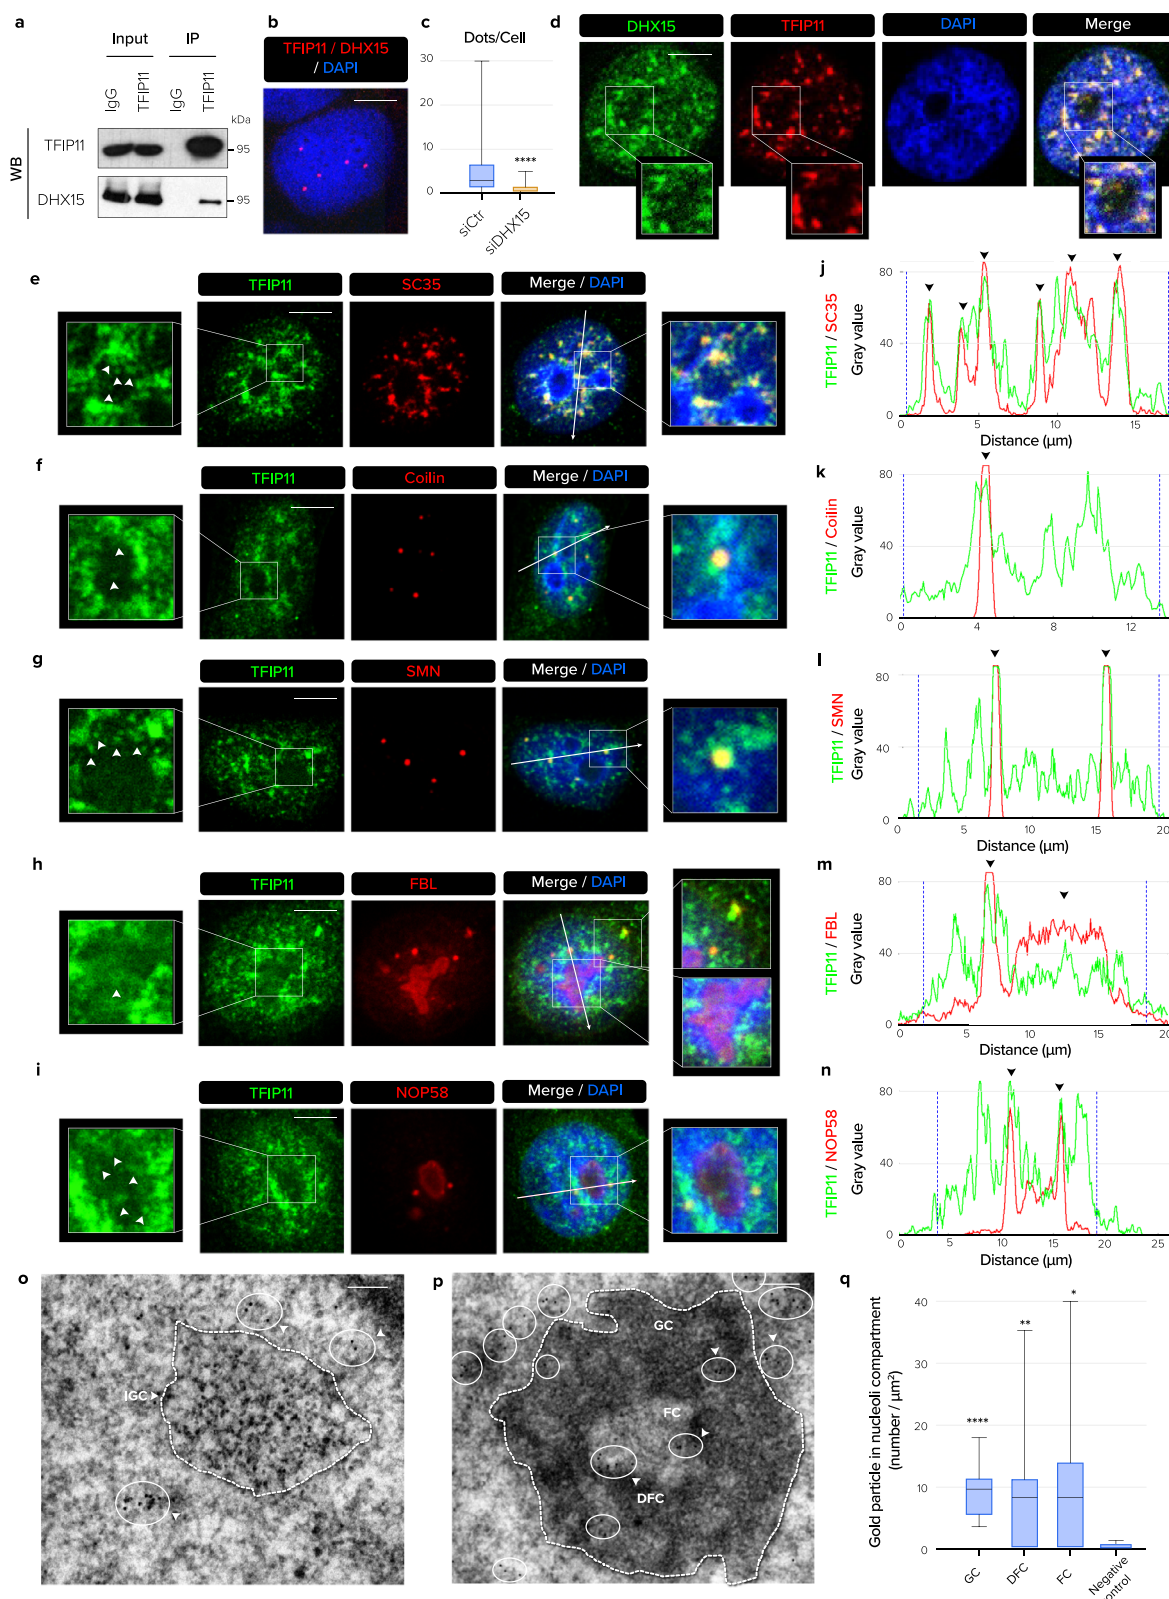 a
Input IP
IgG TFIP11 IgG TFIP11
kDa
WB
TFIP11
95
DHX15
95
b
TFIP11 / DHX15
/ DAPI
c
Dots/Cell
30
20
10
0
****
siCtr siDHX15
d
DHX15 TFIP11 DAPI Merge
e
TFIP11 SC35 Merge / DAPI
j
TFIP11 / SC35
Gray value
80
40
0
0 5 10 15
Distance (µm)
f
TFIP11 Coilin Merge / DAPI
k
TFIP11 / Coilin
Gray value
80
40
0
0 4 8 12
g
TFIP11 SMN Merge / DAPI
l
TFIP11 / SMN
Gray value
80
40
0
0 5 10 15 20
Distance (µm)
h
TFIP11 FBL Merge / DAPI
m
TFIP11 / FBL
Gray value
80
40
0
0 5 10 15 20
Distance (µm)
i
TFIP11 NOP58 Merge / DAPI
n
TFIP11 / NOP58
Gray value
80
40
0
0 5 10 15 20 25
Distance (µm)
o
IGC
p
GC
FC
DFC
q
Gold particle in nucleoli compartment
(number / µm²)
40
30
20
10
0
****
**
*
GC DFC FC Negative